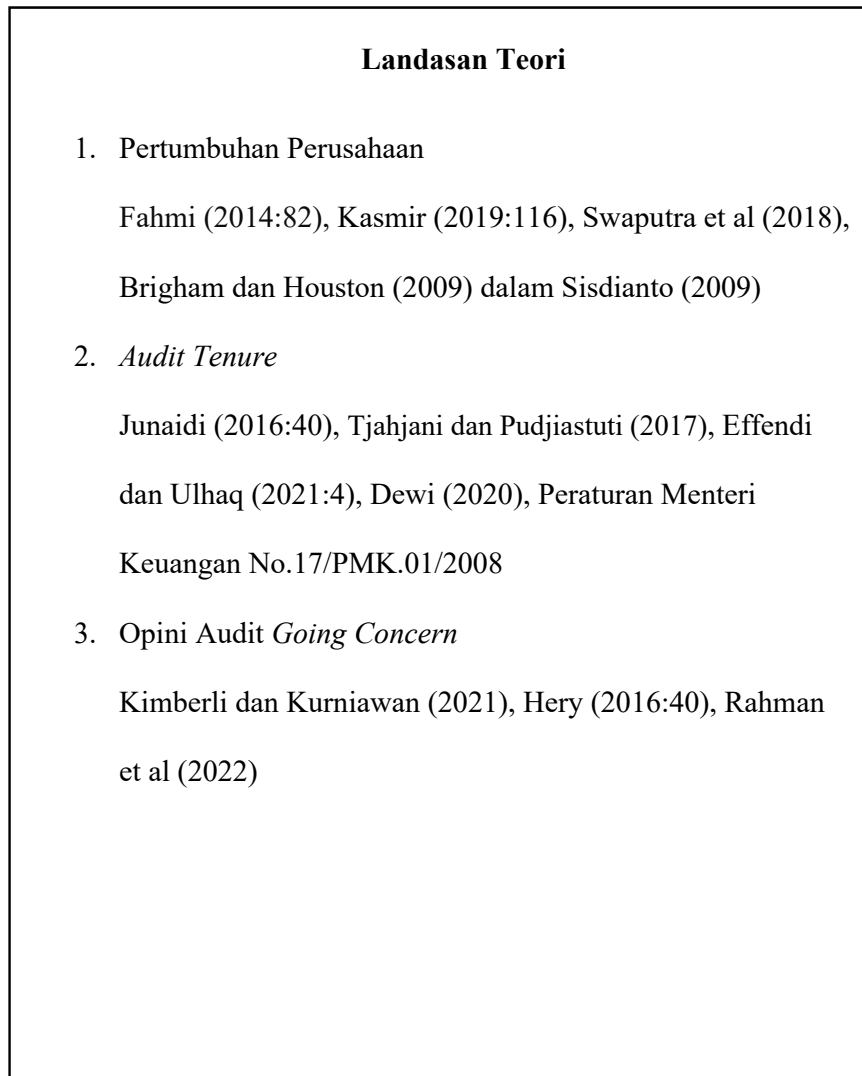 Landasan Teori
1. Pertumbuhan Perusahaan
Fahmi (2014:82), Kasmir (2019:116), Swaputra et al (2018),
Brigham dan Houston (2009) dalam Sisdianto (2009)
2. Audit Tenure
Junaidi (2016:40), Tjahjani dan Pudjiastuti (2017), Effendi
dan Ulhaq (2021:4), Dewi (2020), Peraturan Menteri
Keuangan No.17/PMK.01/2008
3. Opini Audit Going Concern
Kimberli dan Kurniawan (2021), Hery (2016:40), Rahman
et al (2022)